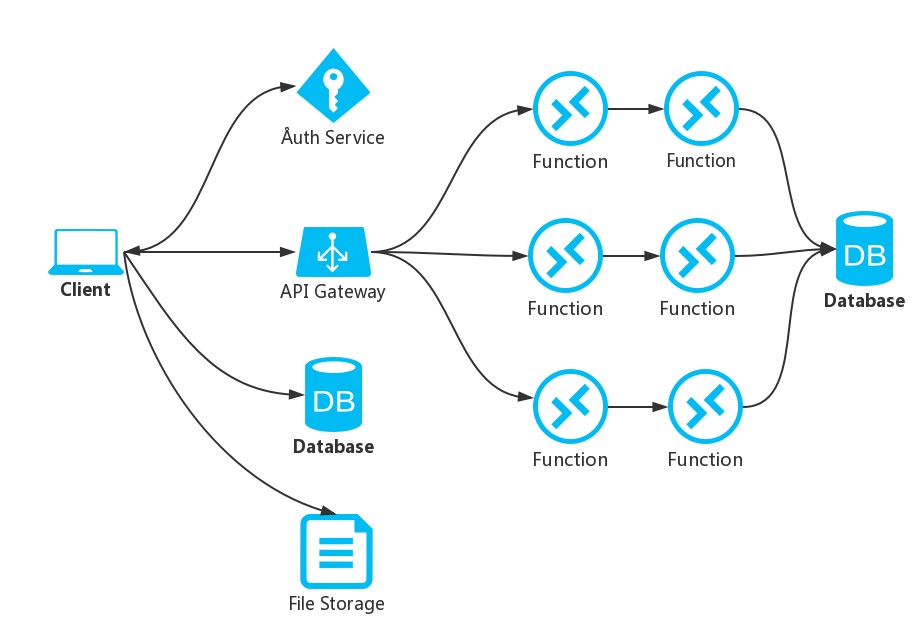 Åuth Service
Function
Function
DB
Client
API Gateway
Function
Function
DB
Database
Database
Function
Function
File Storage